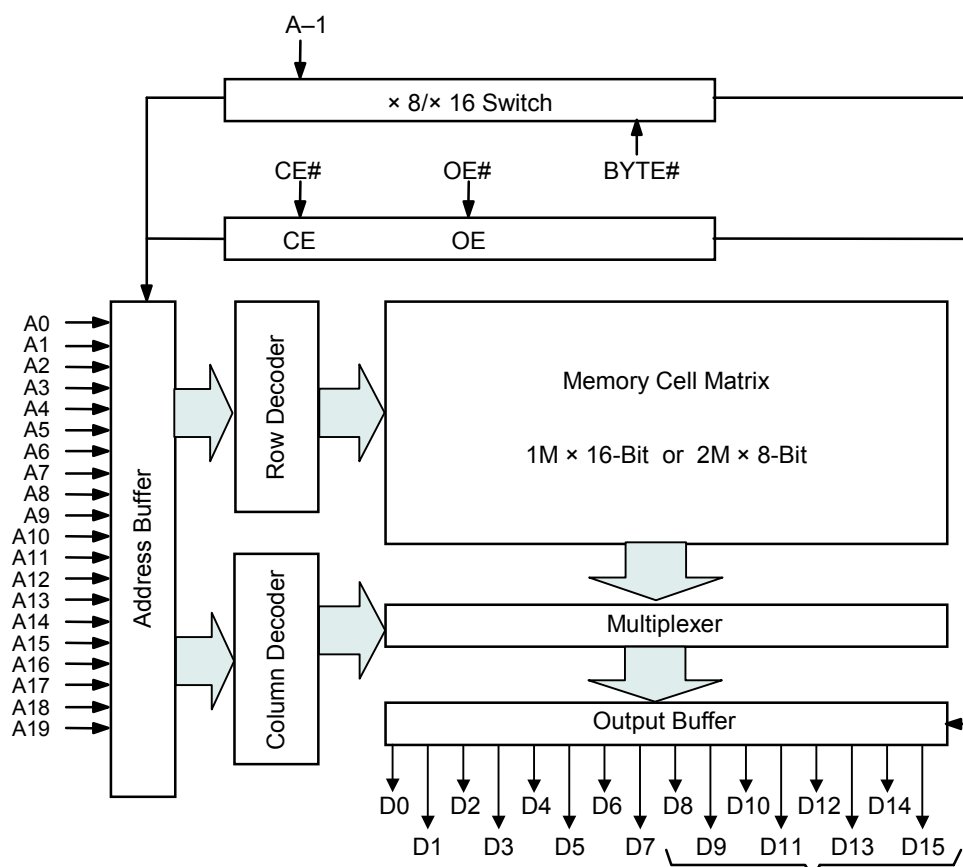 A–1
× 8/× 16 Switch
CE# OE# BYTE#
CE OE
A0
A1
A2
A3
A4
A5
A6
A7
A8
A9
A10
A11
A12
A13
A14
A15
A16
A17
A18
A19
Address Buffer
Row Decoder
Column Decoder
Memory Cell Matrix
1M × 16-Bit or 2M × 8-Bit
Multiplexer
Output Buffer
D0 D2 D4 D6 D8 D10 D12 D14
D1 D3 D5 D7 D9 D11 D13 D15